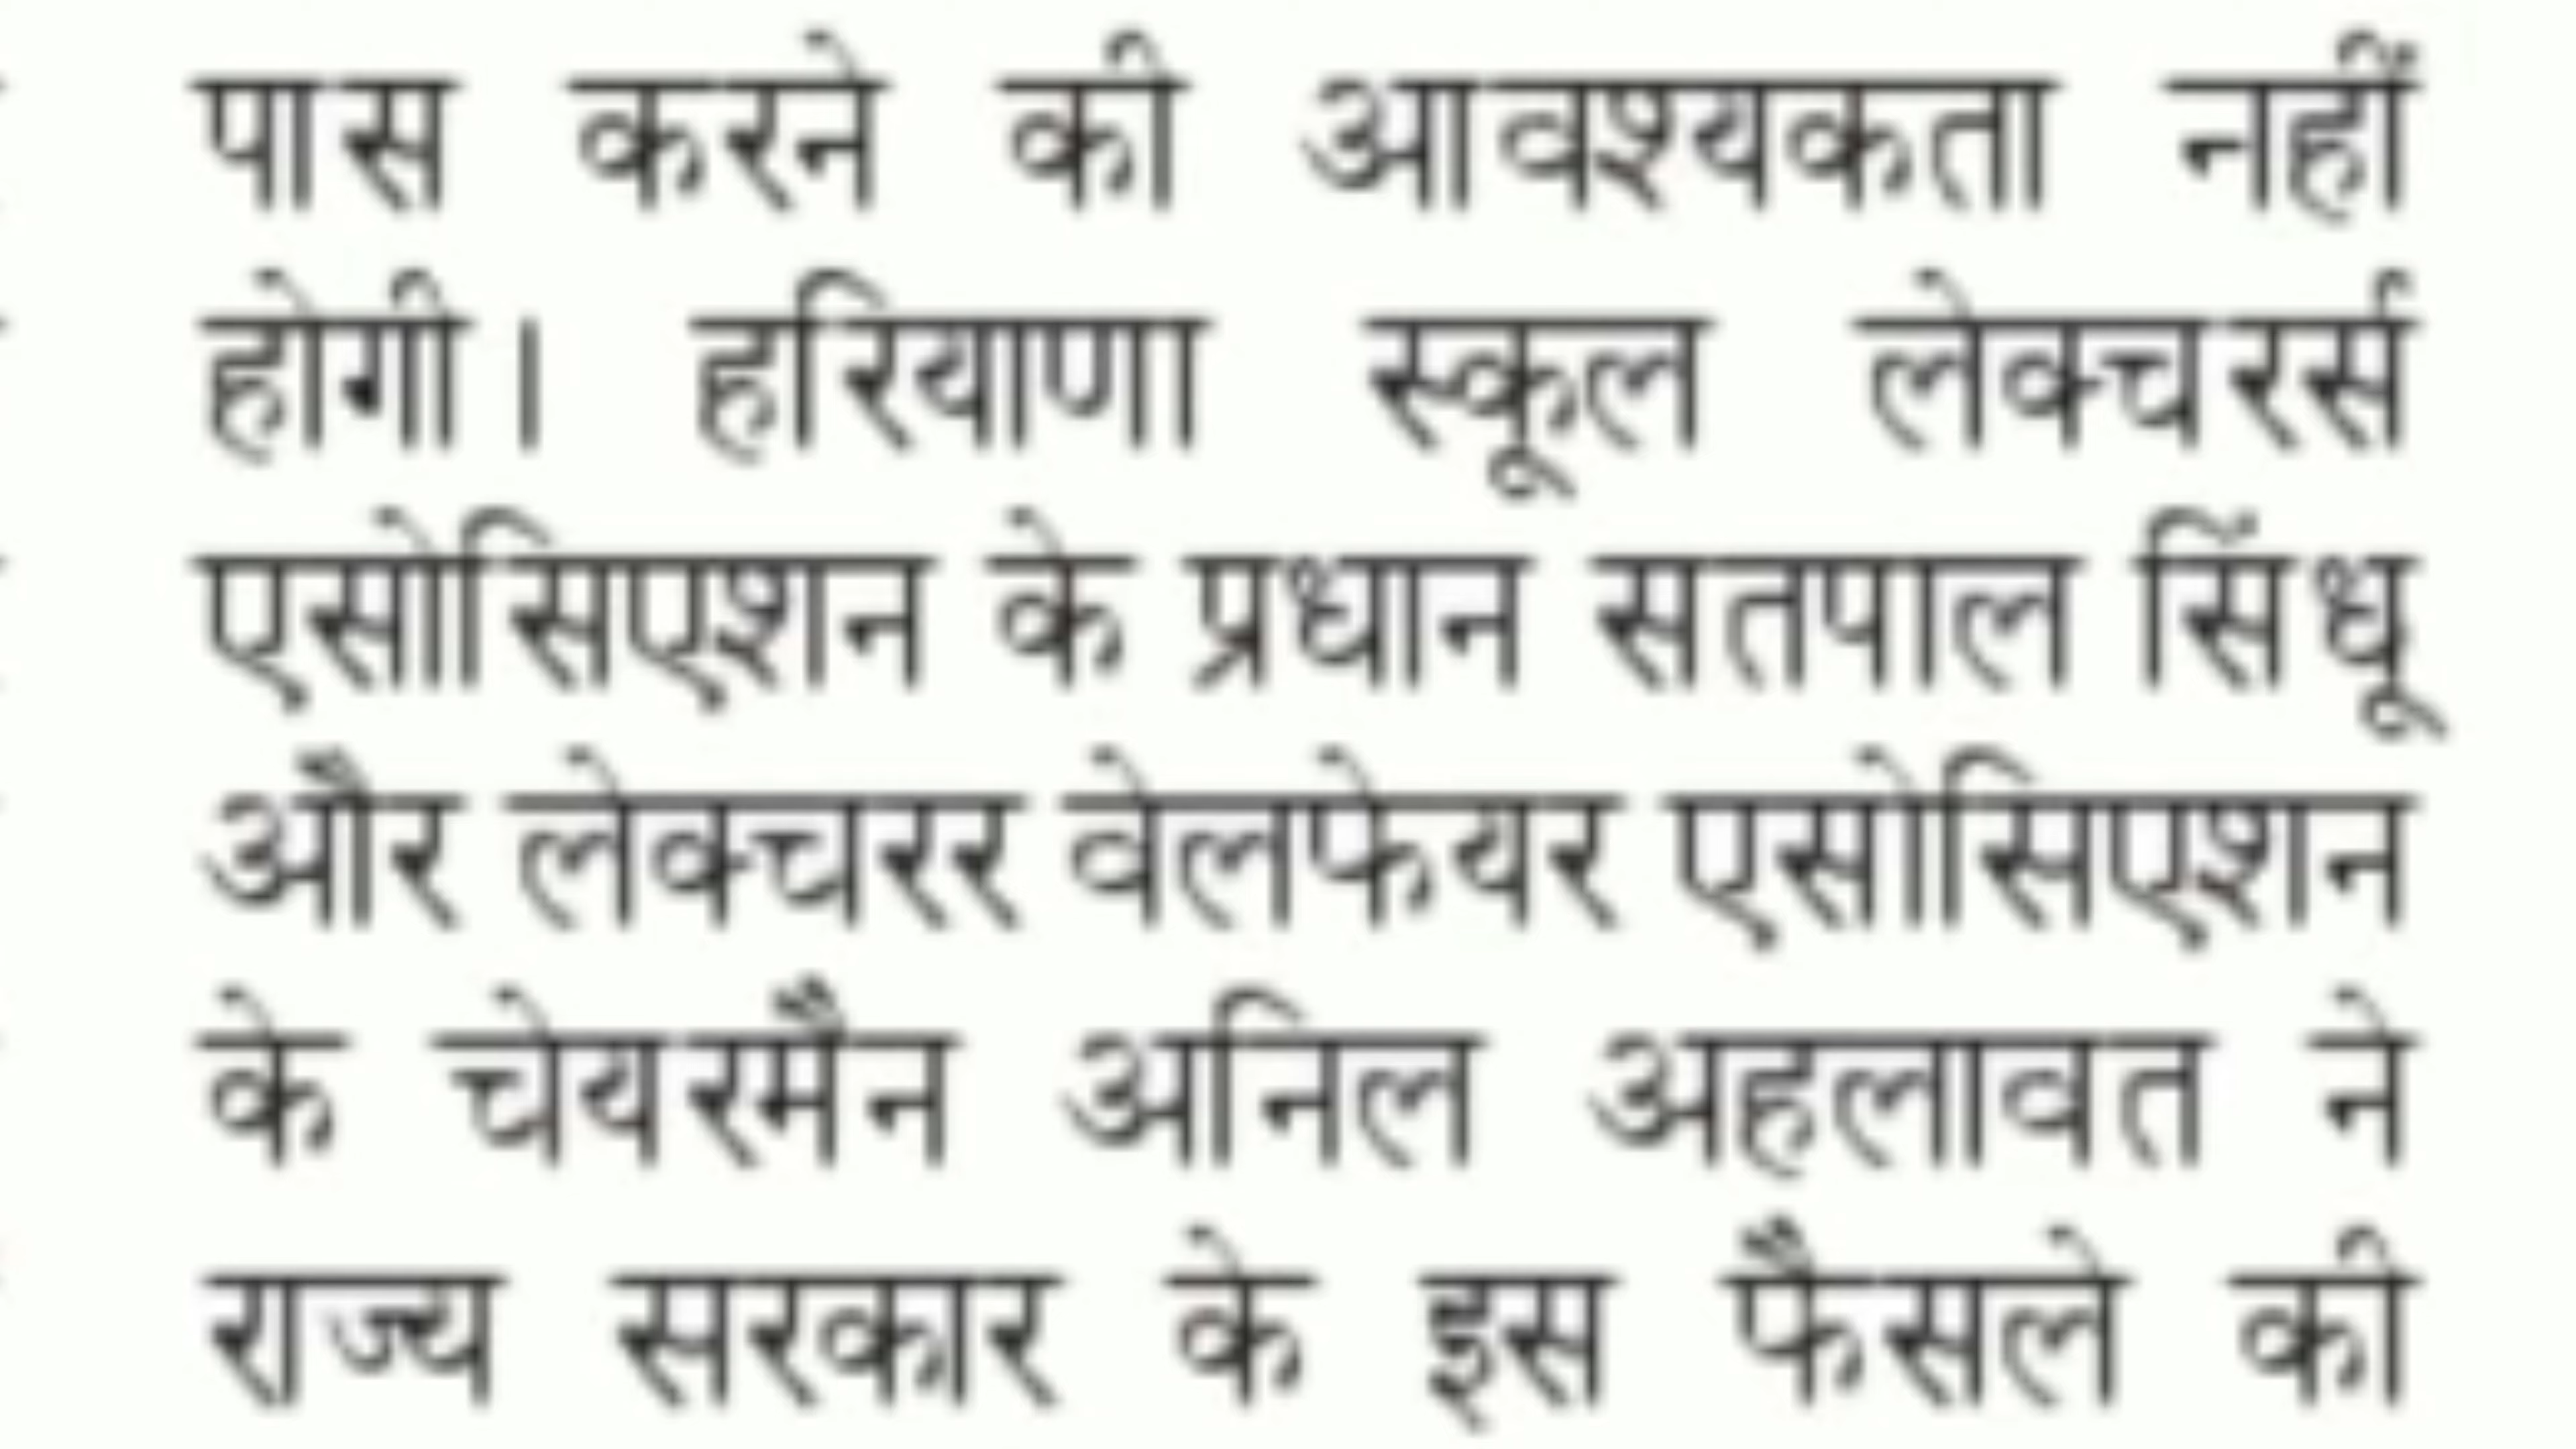 पास करने की आवश्यकता नहीं
होगी। हरियाणा स्कूल लेक्चरर्स
एसोसिएशन के प्रधान सतपाल सिंधू
और लेक्चरर वेलफेयर एसोसिएशन
के चेयरमैन अनिल अहलावत ने
राज्य सरकार के इस फैसले की